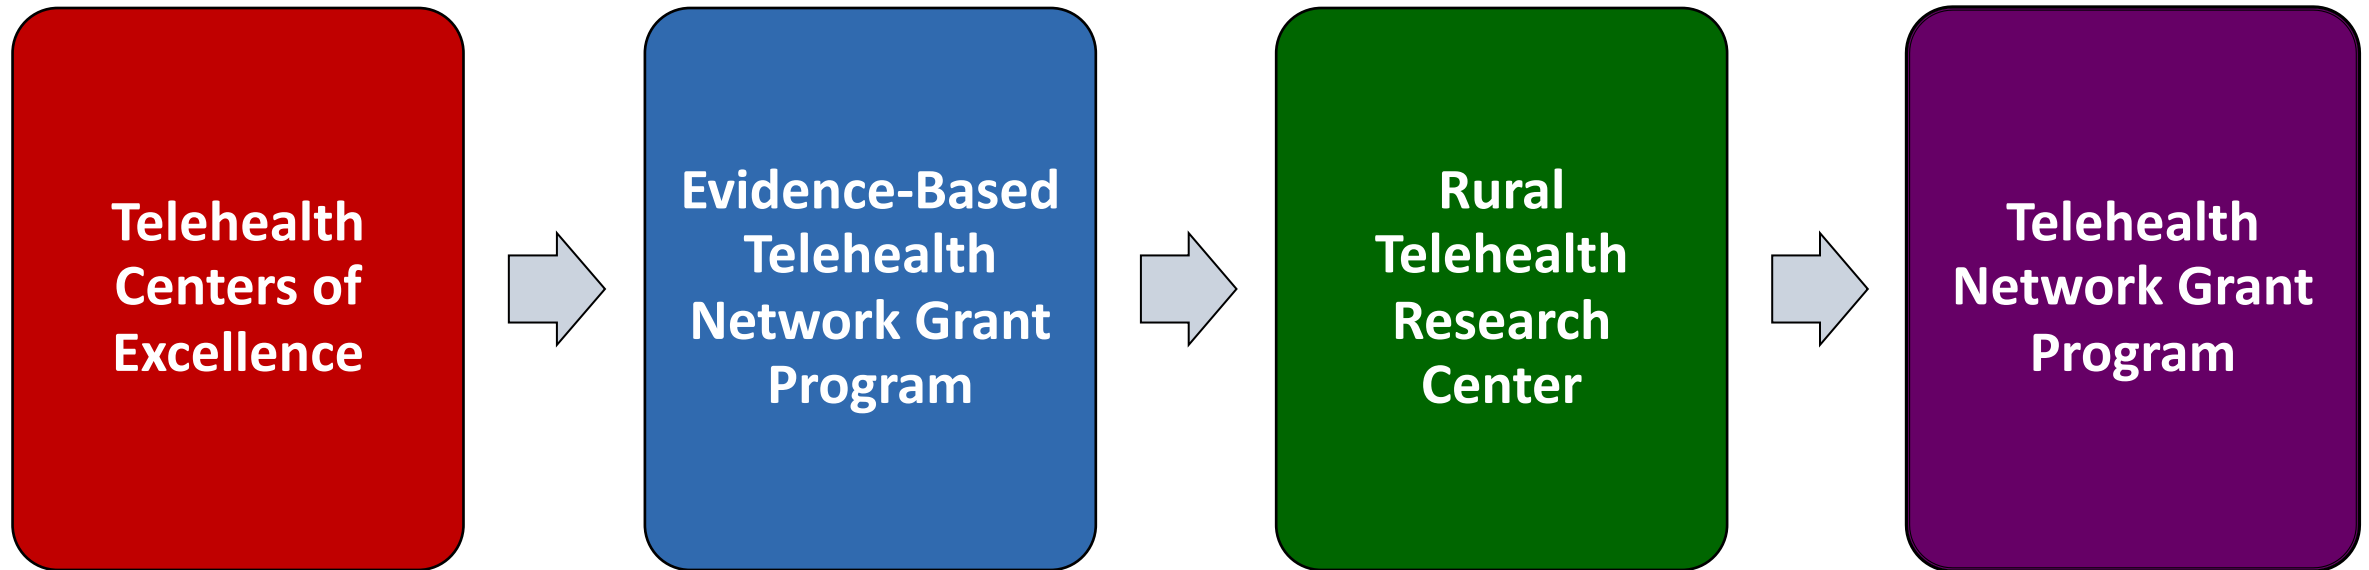 Telehealth
Centers of
Excellence
Evidence-Based
Telehealth
Network Grant
Program
Rural
Telehealth
Research
Center
Telehealth
Network Grant
Program